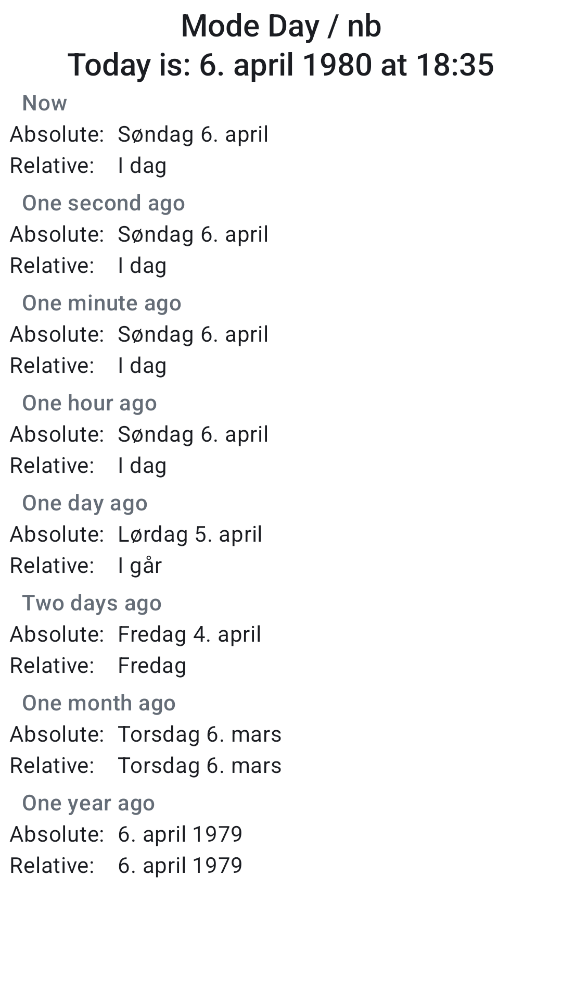 Mode Day / nb
Today is: 6. april 1980 at 18:35
Now
Absolute: Søndag 6. april
Relative: I dag
One second ago
Absolute: Søndag 6. april
Relative: I dag
One minute ago
Absolute: Søndag 6. april
Relative: I dag
One hour ago
Absolute: Søndag 6. april
Relative: I dag
One day ago
Absolute: Lørdag 5. april
Relative: I går
Two days ago
Absolute: Fredag 4. april
Relative: Fredag
One month ago
Absolute: Torsdag 6. mars
Relative: Torsdag 6. mars
One year ago
Absolute: 6. april 1979
Relative: 6. april 1979